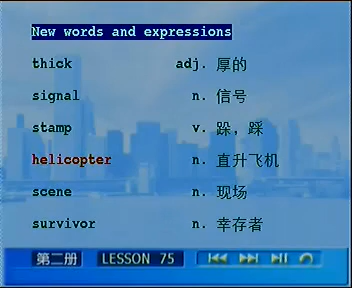 New words and expressions
thick adj. 厚的
signal n. 信号
stamp v. 跺，踩
helicopter n. 直升飞机
scene n. 现场
survivor n. 幸存者
第二册 LESSON 75